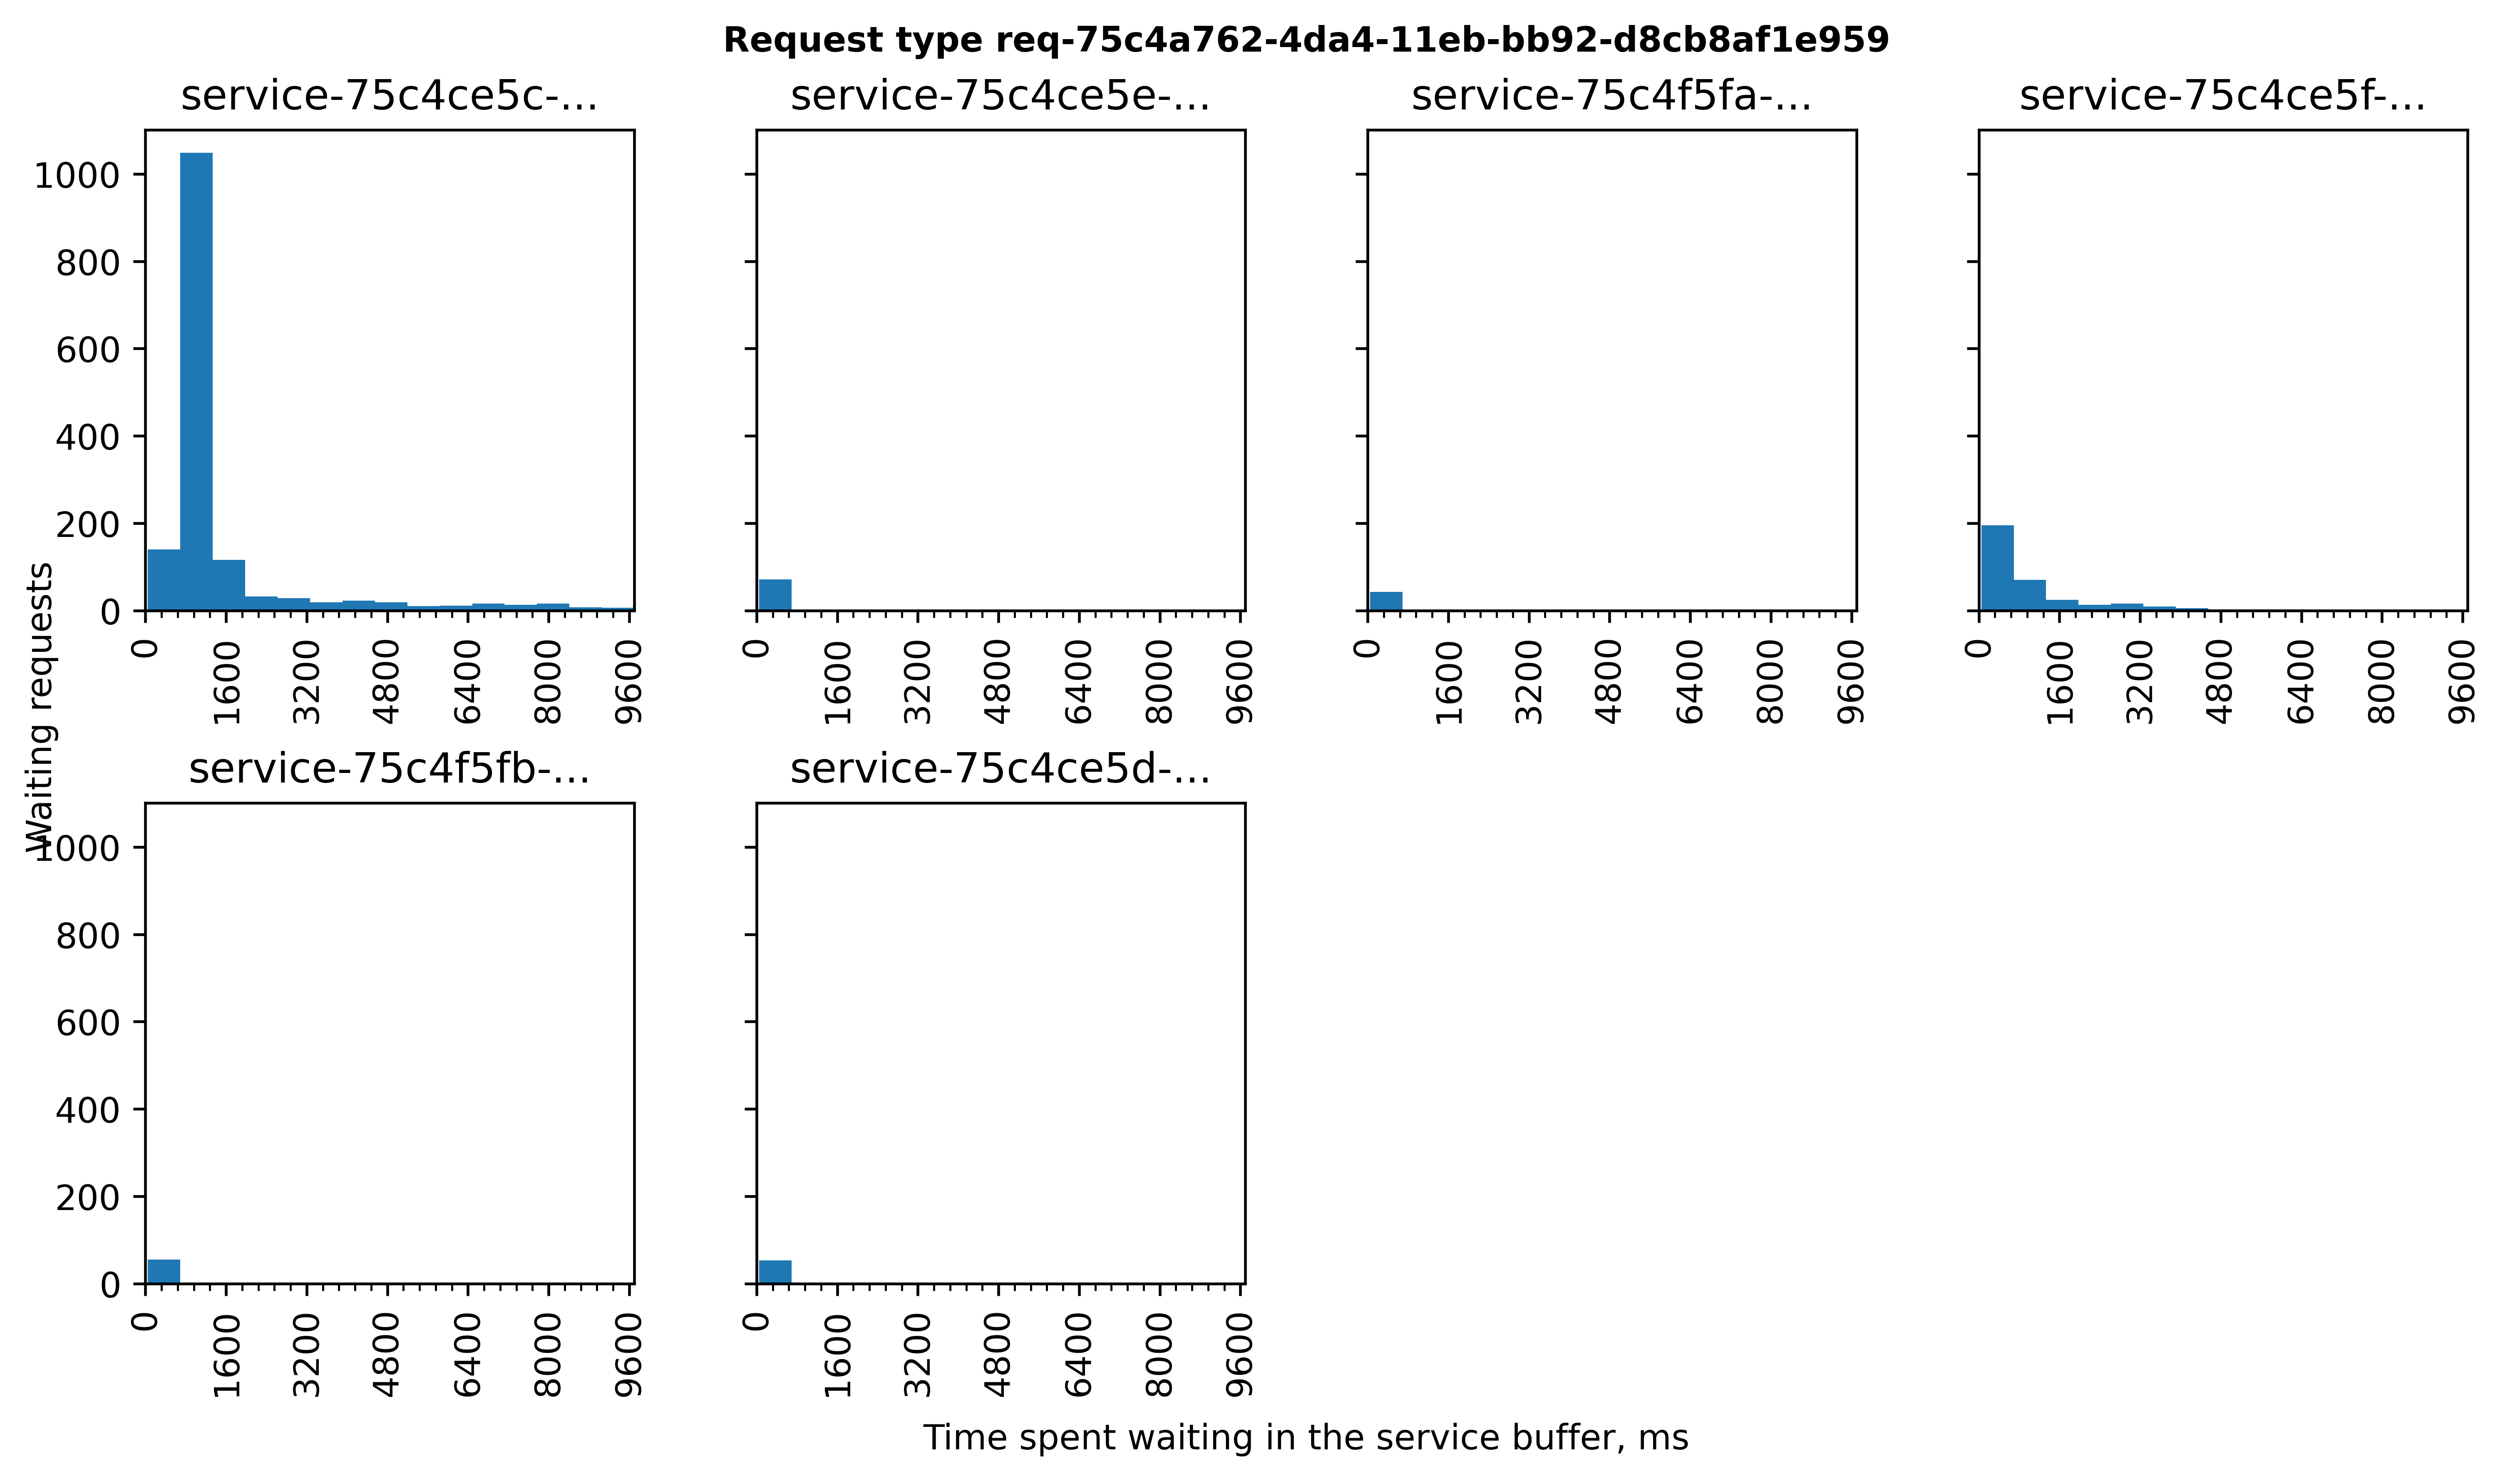 Request type req-75c4a762-4da4-11eb-bb92-d8cb8af1e959
service-75c4ce5c-...
service-75c4ce5e-...
service-75c4f5fa-...
service-75c4ce5f-...
1000
800
600
400
200
0
0 1600 3200 4800 6400 8000 9600
0 1600 3200 4800 6400 8000 9600
0 1600 3200 4800 6400 8000 9600
0 1600 3200 4800 6400 8000 9600
Waiting requests
service-75c4f5fb-...
service-75c4ce5d-...
1000
800
600
400
200
0
0 1600 3200 4800 6400 8000 9600
0 1600 3200 4800 6400 8000 9600
Time spent waiting in the service buffer, ms